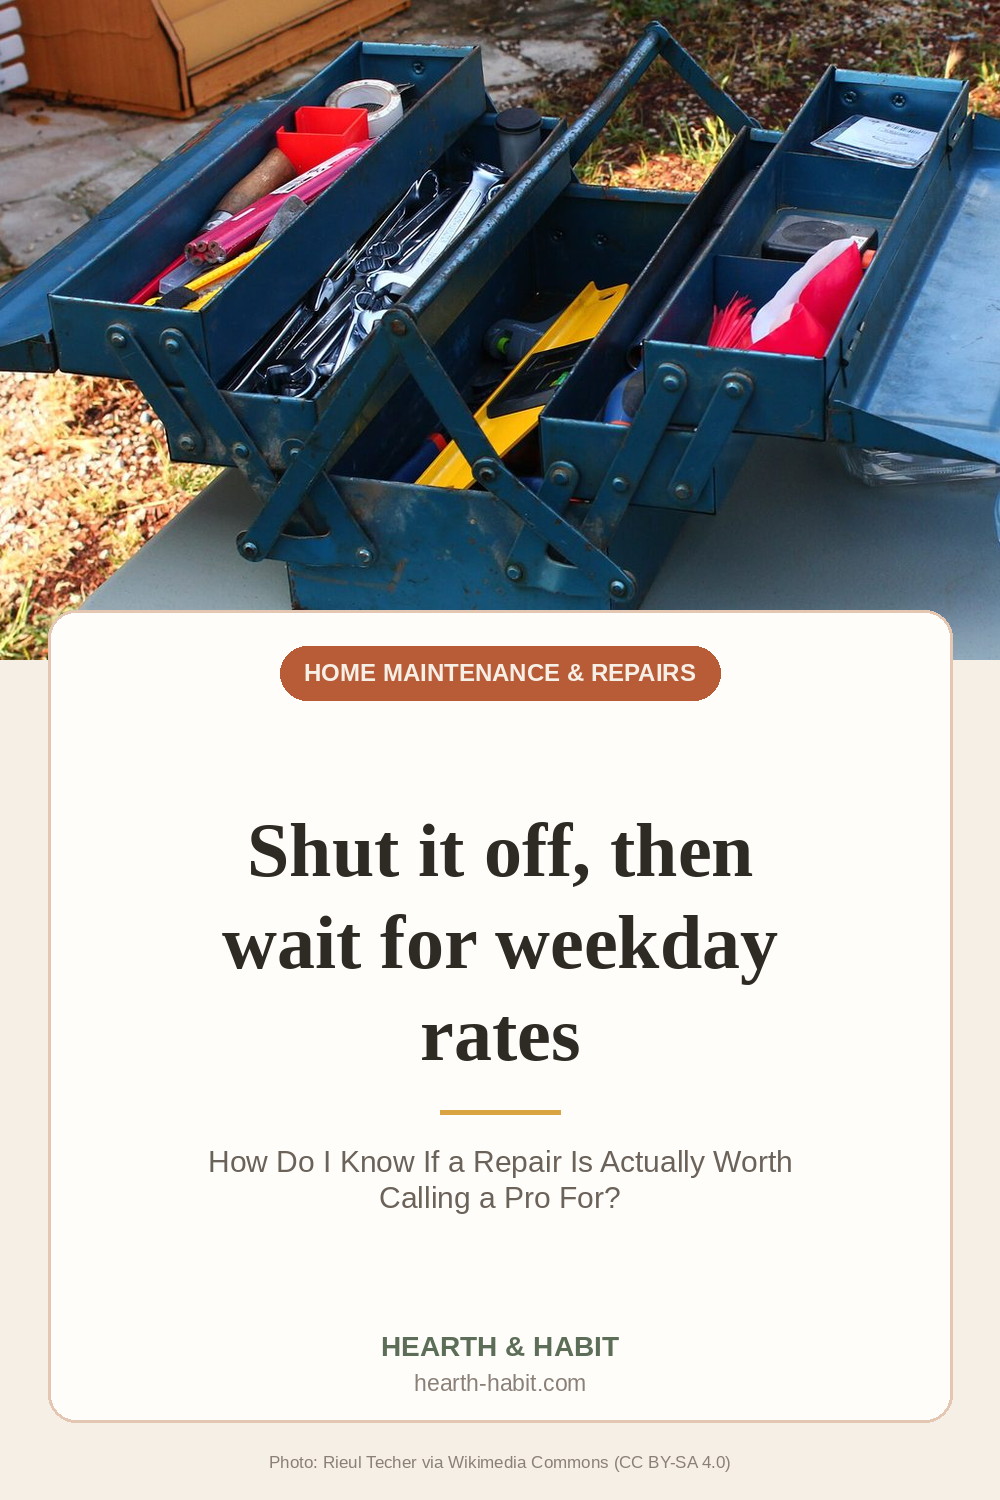 HOME MAINTENANCE & REPAIRS
Shut it off, then
wait for weekday
rates
How Do I Know If a Repair Is Actually Worth
Calling a Pro For?
HEARTH & HABIT
hearth-habit.com
Photo: Rieul Techer via Wikimedia Commons (CC BY-SA 4.0)